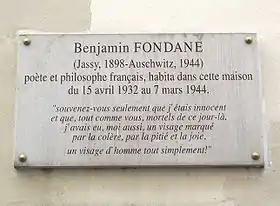 Benjamin FONDANE
(Jassy, 1898-Auschwitz, 1944)
poète et philosophe français, habita dans cette maison
du 15 avril 1932 au 7 mars 1944.
"souvenez-vous seulement que j'étais innocent
et que, tout comme vous, mortels de ce jour-là,
j'avais eu, moi aussi, un visage marqué
par la colère, par la pitié et la joie,
un visage d'homme tout simplement!"